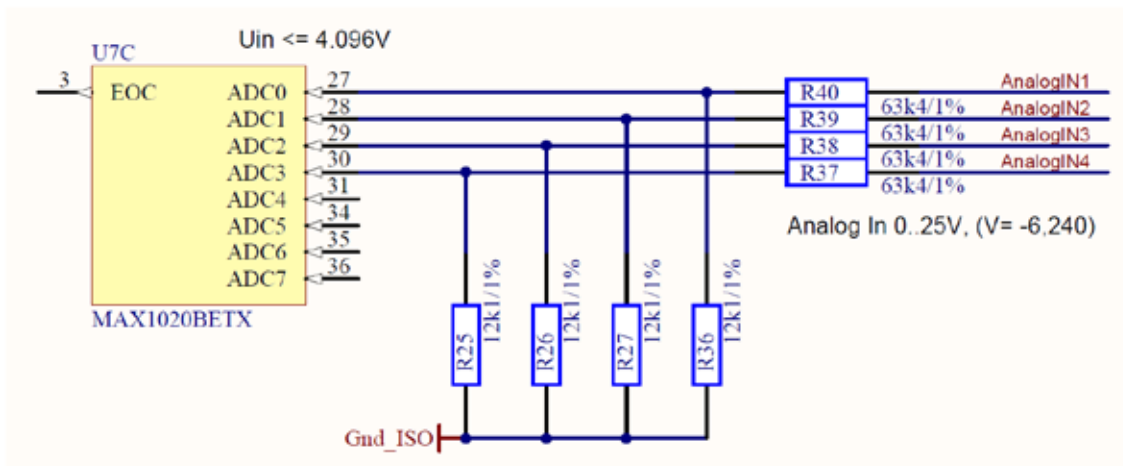 Uin <= 4.096V
U7C
3
EOC
ADC0
27
ADC1
28
ADC2
29
ADC3
30
ADC4
31
ADC5
34
ADC6
35
ADC7
36
MAX1020BETX
R40
63k4/1%
AnalogIN1
R39
63k4/1%
AnalogIN2
R38
63k4/1%
AnalogIN3
R37
63k4/1%
AnalogIN4
Analog In 0..25V, (V= -6,240)
R25
12k1/1%
R26
12k1/1%
R27
12k1/1%
R36
12k1/1%
Gnd_ISO